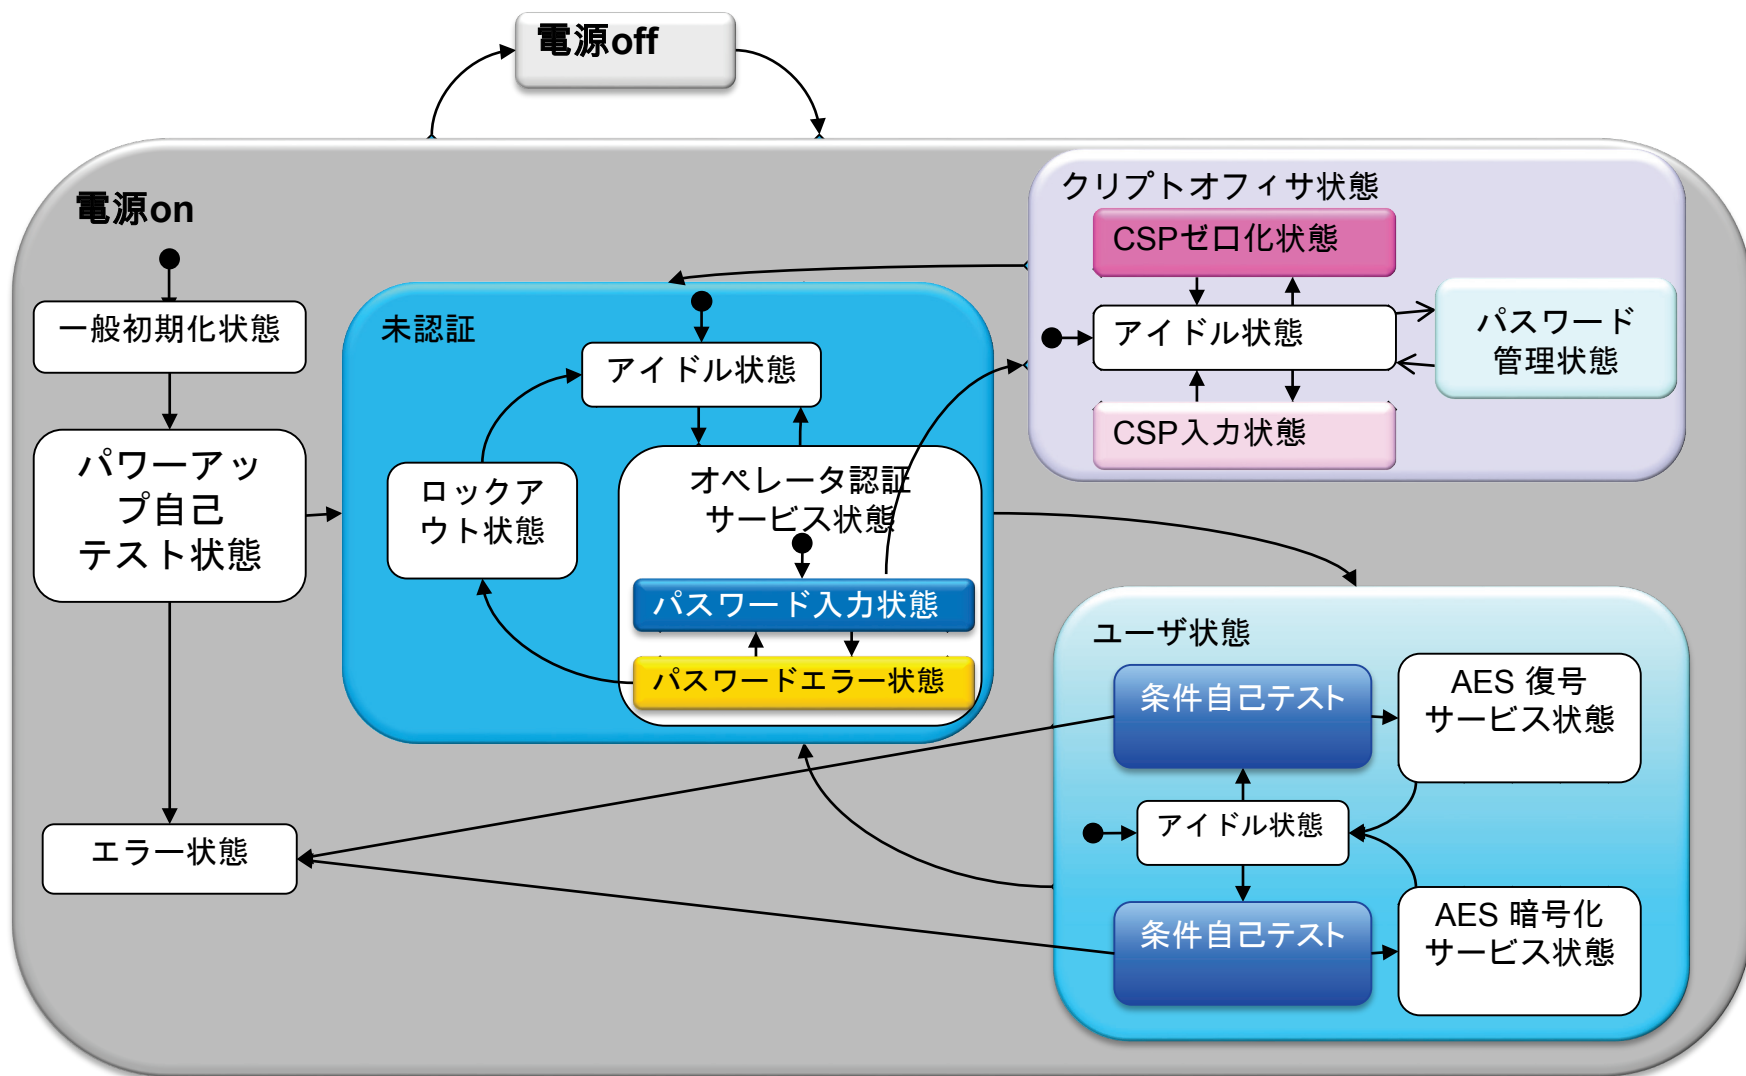 電源off
電源on
一般初期化状態
パワーアッ
プ自己
テスト状態
エラー状態
未認証
アイドル状態
ロックア
ウト状態
オペレータ認証
サービス状態
パスワード入力状態
パスワードエラー状態
クリプトオフィサ状態
CSPゼロ化状態
アイドル状態
CSP入力状態
パスワード
管理状態
ユーザ状態
条件自己テスト
AES 復号
サービス状態
アイドル状態
条件自己テスト
AES 暗号化
サービス状態